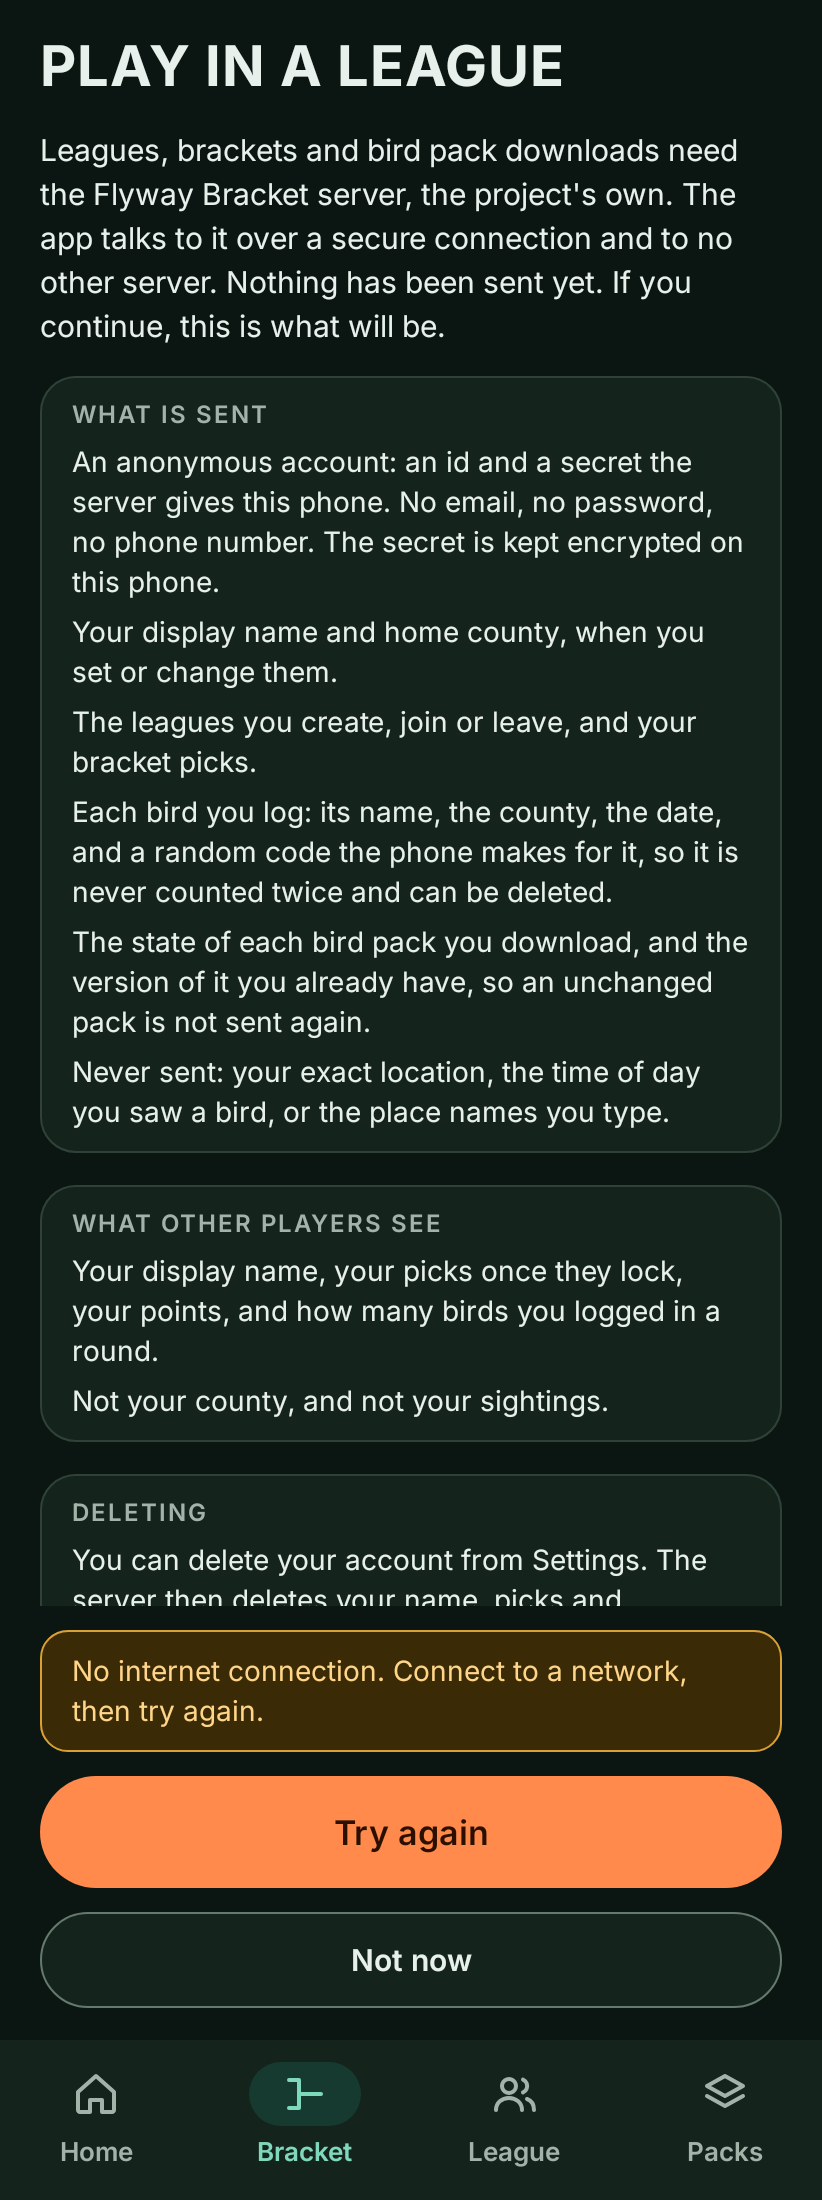 PLAY IN A LEAGUE
Leagues, brackets and bird pack downloads need
the Flyway Bracket server, the project's own. The
app talks to it over a secure connection and to no
other server. Nothing has been sent yet. If you
continue, this is what will be.
WHAT IS SENT
An anonymous account: an id and a secret the
server gives this phone. No email, no password,
no phone number. The secret is kept encrypted on
this phone.
Your display name and home county, when you
set or change them.
The leagues you create, join or leave, and your
bracket picks.
Each bird you log: its name, the county, the date,
and a random code the phone makes for it, so it is
never counted twice and can be deleted.
The state of each bird pack you download, and the
version of it you already have, so an unchanged
pack is not sent again.
Never sent: your exact location, the time of day
you saw a bird, or the place names you type.
WHAT OTHER PLAYERS SEE
Your display name, your picks once they lock,
your points, and how many birds you logged in a
round.
Not your county, and not your sightings.
DELETING
You can delete your account from Settings. The
server then deletes your name, picks and
No internet connection. Connect to a network,
then try again.
Try again
Not now
Home
Bracket
League
Packs